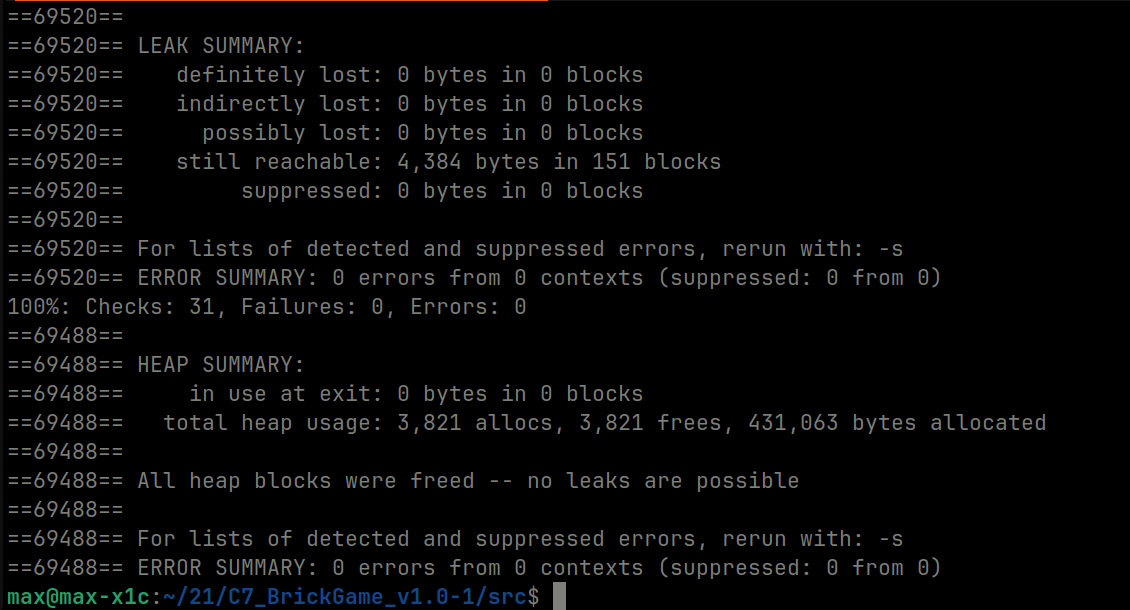 ==69520==
==69520== LEAK SUMMARY:
==69520==    definitely lost: 0 bytes in 0 blocks
==69520==    indirectly lost: 0 bytes in 0 blocks
==69520==      possibly lost: 0 bytes in 0 blocks
==69520==    still reachable: 4,384 bytes in 151 blocks
==69520==         suppressed: 0 bytes in 0 blocks
==69520==
==69520== For lists of detected and suppressed errors, rerun with: -s
==69520== ERROR SUMMARY: 0 errors from 0 contexts (suppressed: 0 from 0)
100%: Checks: 31, Failures: 0, Errors: 0
==69488==
==69488== HEAP SUMMARY:
==69488==     in use at exit: 0 bytes in 0 blocks
==69488==   total heap usage: 3,821 allocs, 3,821 frees, 431,063 bytes allocated
==69488==
==69488== All heap blocks were freed -- no leaks are possible
==69488==
==69488== For lists of detected and suppressed errors, rerun with: -s
==69488== ERROR SUMMARY: 0 errors from 0 contexts (suppressed: 0 from 0)
max@max-x1c:~/21/C7_BrickGame_v1.0-1/src$